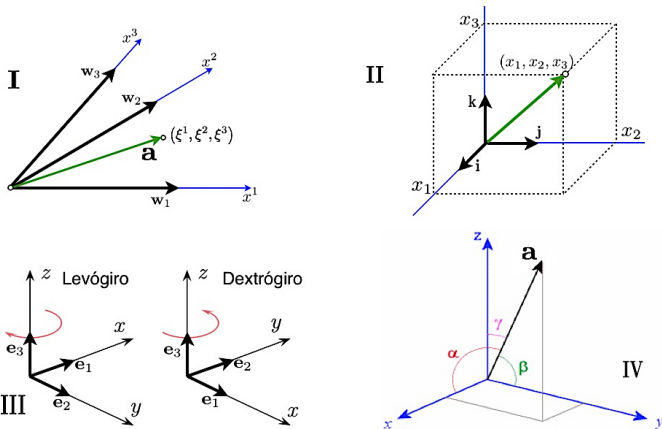 I
x³
x²
w₃
w₂
(ξ¹, ξ², ξ³)
a
w₁
x¹
II
x₃
(x₁, x₂, x₃)
k
j
i
x₂
x₁
III
z Levógiro
x
e₃
e₁
e₂
y
z Dextrógiro
y
e₃
e₂
e₁
x
IV
z
a
γ
α
β
x
y